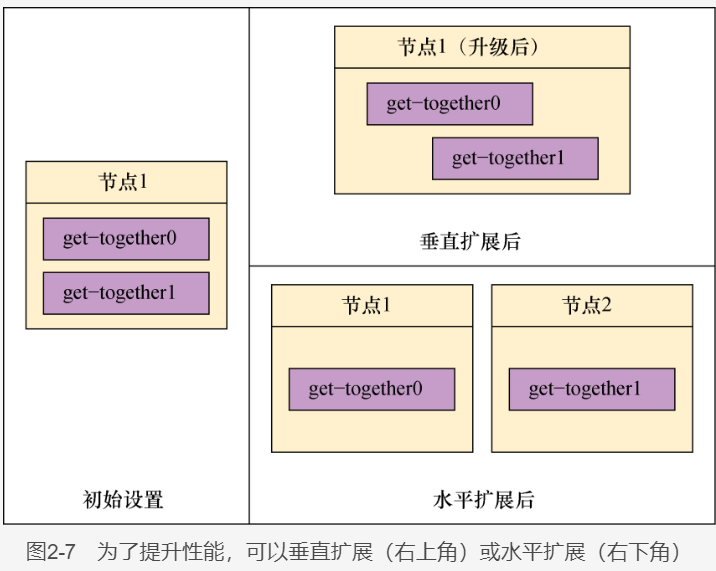 节点1
get-together0
get-together1
初始设置
节点1（升级后）
get-together0
get-together1
垂直扩展后
节点1
get-together0
节点2
get-together1
水平扩展后
图2-7 为了提升性能，可以垂直扩展（右上角）或水平扩展（右下角）